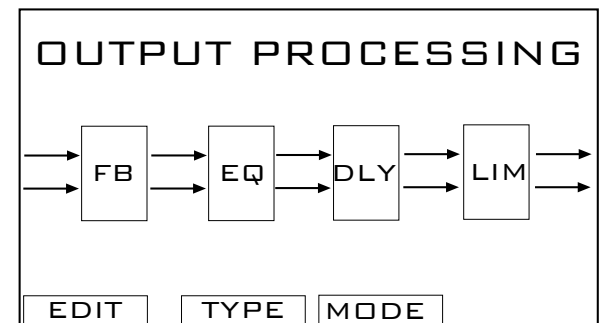 OUTPUT PROCESSING
FB EQ DLY LIM
EDIT TYPE MODE